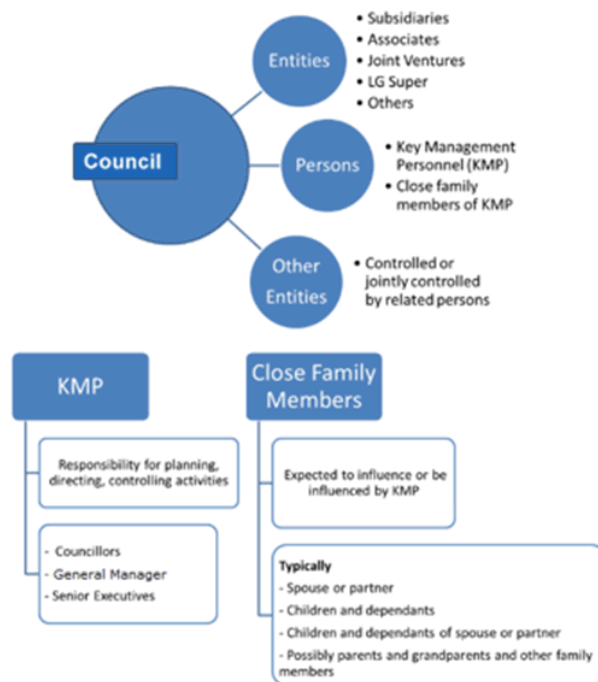 Council
Entities
• Subsidiaries
• Associates
• Joint Ventures
• LG Super
• Others
Persons
• Key Management
Personnel (KMP)
• Close family
members of KMP
Other
Entities
• Controlled or
jointly controlled
by related persons
KMP
Responsibility for planning,
directing, controlling activities
- Councillors
- General Manager
- Senior Executives
Close Family
Members
Expected to influence or be
influenced by KMP
Typically
- Spouse or partner
- Children and dependants
- Children and dependants of spouse or partner
- Possibly parents and grandparents and other family
members